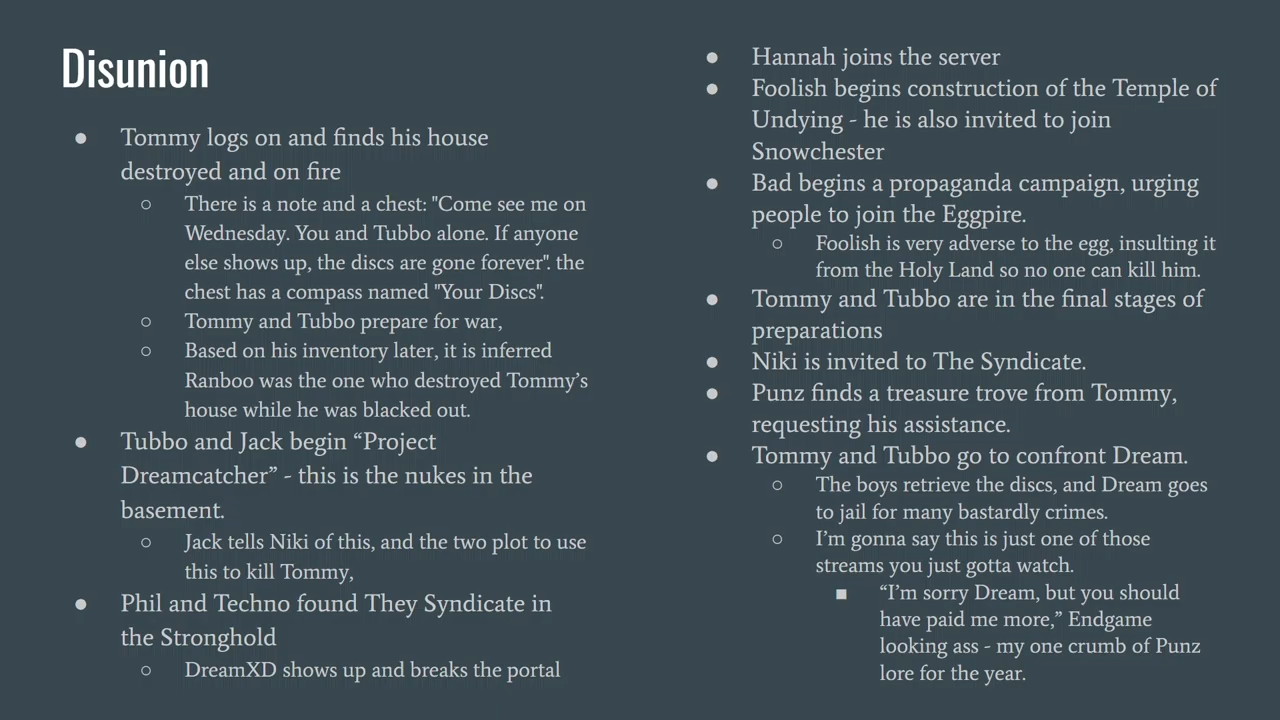 Disunion
● Tommy logs on and finds his house
destroyed and on fire
○ There is a note and a chest: "Come see me on
Wednesday. You and Tubbo alone. If anyone
else shows up, the discs are gone forever". the
chest has a compass named "Your Discs".
○ Tommy and Tubbo prepare for war,
○ Based on his inventory later, it is inferred
Ranboo was the one who destroyed Tommy’s
house while he was blacked out.
● Tubbo and Jack begin “Project
Dreamcatcher” - this is the nukes in the
basement.
○ Jack tells Niki of this, and the two plot to use
this to kill Tommy,
● Phil and Techno found They Syndicate in
the Stronghold
○ DreamXD shows up and breaks the portal
● Hannah joins the server
● Foolish begins construction of the Temple of
Undying - he is also invited to join
Snowchester
● Bad begins a propaganda campaign, urging
people to join the Eggpire.
○ Foolish is very adverse to the egg, insulting it
from the Holy Land so no one can kill him.
● Tommy and Tubbo are in the final stages of
preparations
● Niki is invited to The Syndicate.
● Punz finds a treasure trove from Tommy,
requesting his assistance.
● Tommy and Tubbo go to confront Dream.
○ The boys retrieve the discs, and Dream goes
to jail for many bastardly crimes.
○ I’m gonna say this is just one of those
streams you just gotta watch.
■ “I’m sorry Dream, but you should
have paid me more,” Endgame
looking ass - my one crumb of Punz
lore for the year.